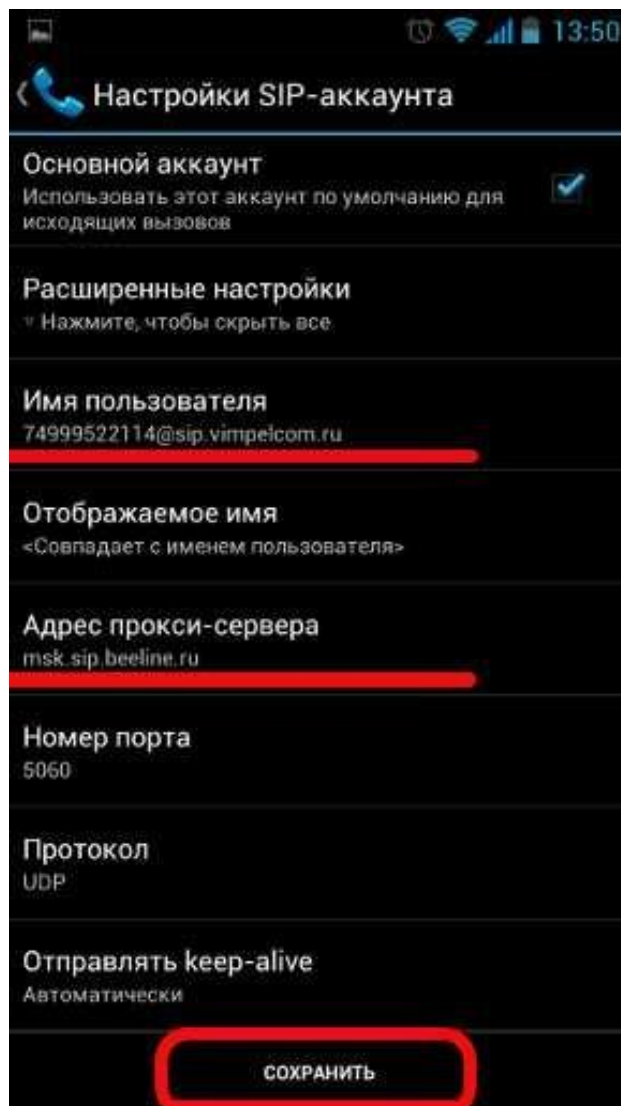 13:50
Настройки SIP-аккаунта
Основной аккаунт
Использовать этот аккаунт по умолчанию для
исходящих вызовов
Расширенные настройки
Нажмите, чтобы скрыть все
Имя пользователя
74999522114@sip.vimpelcom.ru
Отображаемое имя
<Совпадает с именем пользователя>
Адрес прокси-сервера
msk.sip.beeline.ru
Номер порта
5060
Протокол
UDP
Отправлять keep-alive
Автоматически
СОХРАНИТЬ